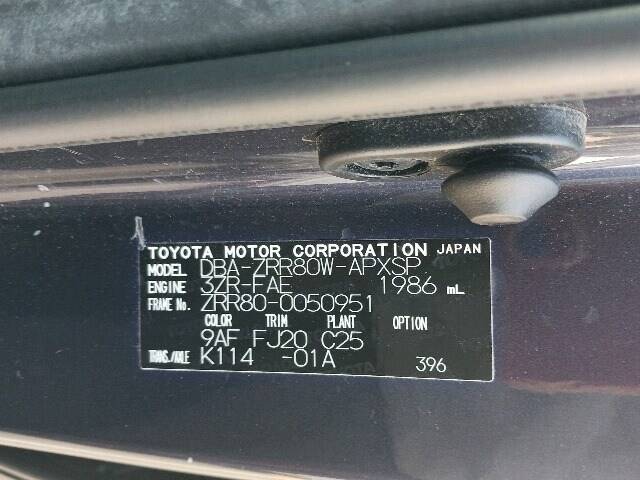 TOYOTA MOTOR CORPORATION JAPAN
MODEL DBA-ZRR80W-APXSP
ENGINE 3ZR-FAE 1986 mL
FRAME No. ZRR80-0050951
COLOR TRIM PLANT OPTION
9AF FJ20 C25
TRANS./AXLE K114 -01A 396